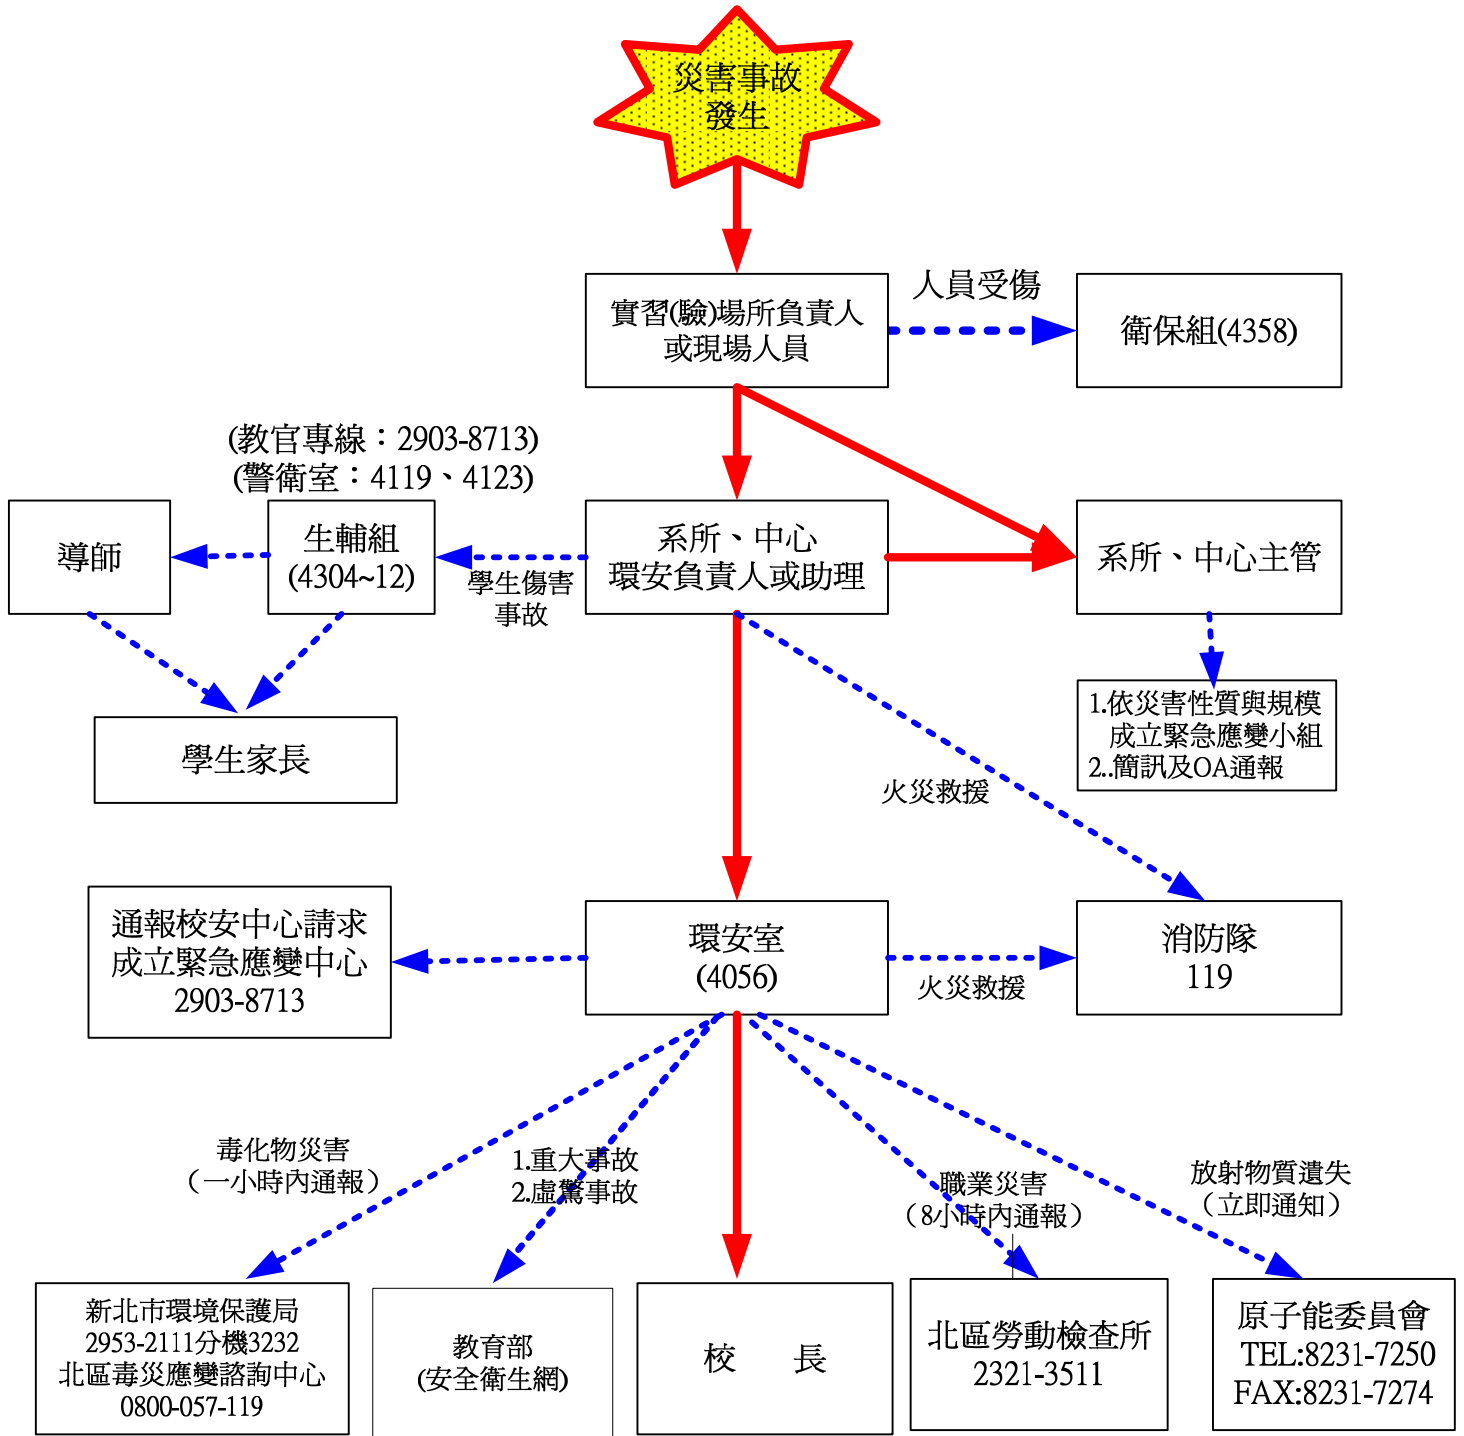 災害事故
發生
實習(驗)場所負責人
或現場人員
人員受傷
衛保組(4358)
(教官專線：2903-8713)
(警衛室：4119、4123)
導師
生輔組
(4304~12)
學生傷害
事故
系所、中心
環安負責人或助理
系所、中心主管
學生家長
1.依災害性質與規模
成立緊急應變小組
2..簡訊及OA通報
火災救援
通報校安中心請求
成立緊急應變中心
2903-8713
環安室
(4056)
火災救援
消防隊
119
毒化物災害
（一小時內通報）
1.重大事故
2.虛驚事故
職業災害
（8小時內通報）
放射物質遺失
（立即通知）
新北市環境保護局
2953-2111分機3232
北區毒災應變諮詢中心
0800-057-119
教育部
(安全衛生網)
校　長
北區勞動檢查所
2321-3511
原子能委員會
TEL:8231-7250
FAX:8231-7274